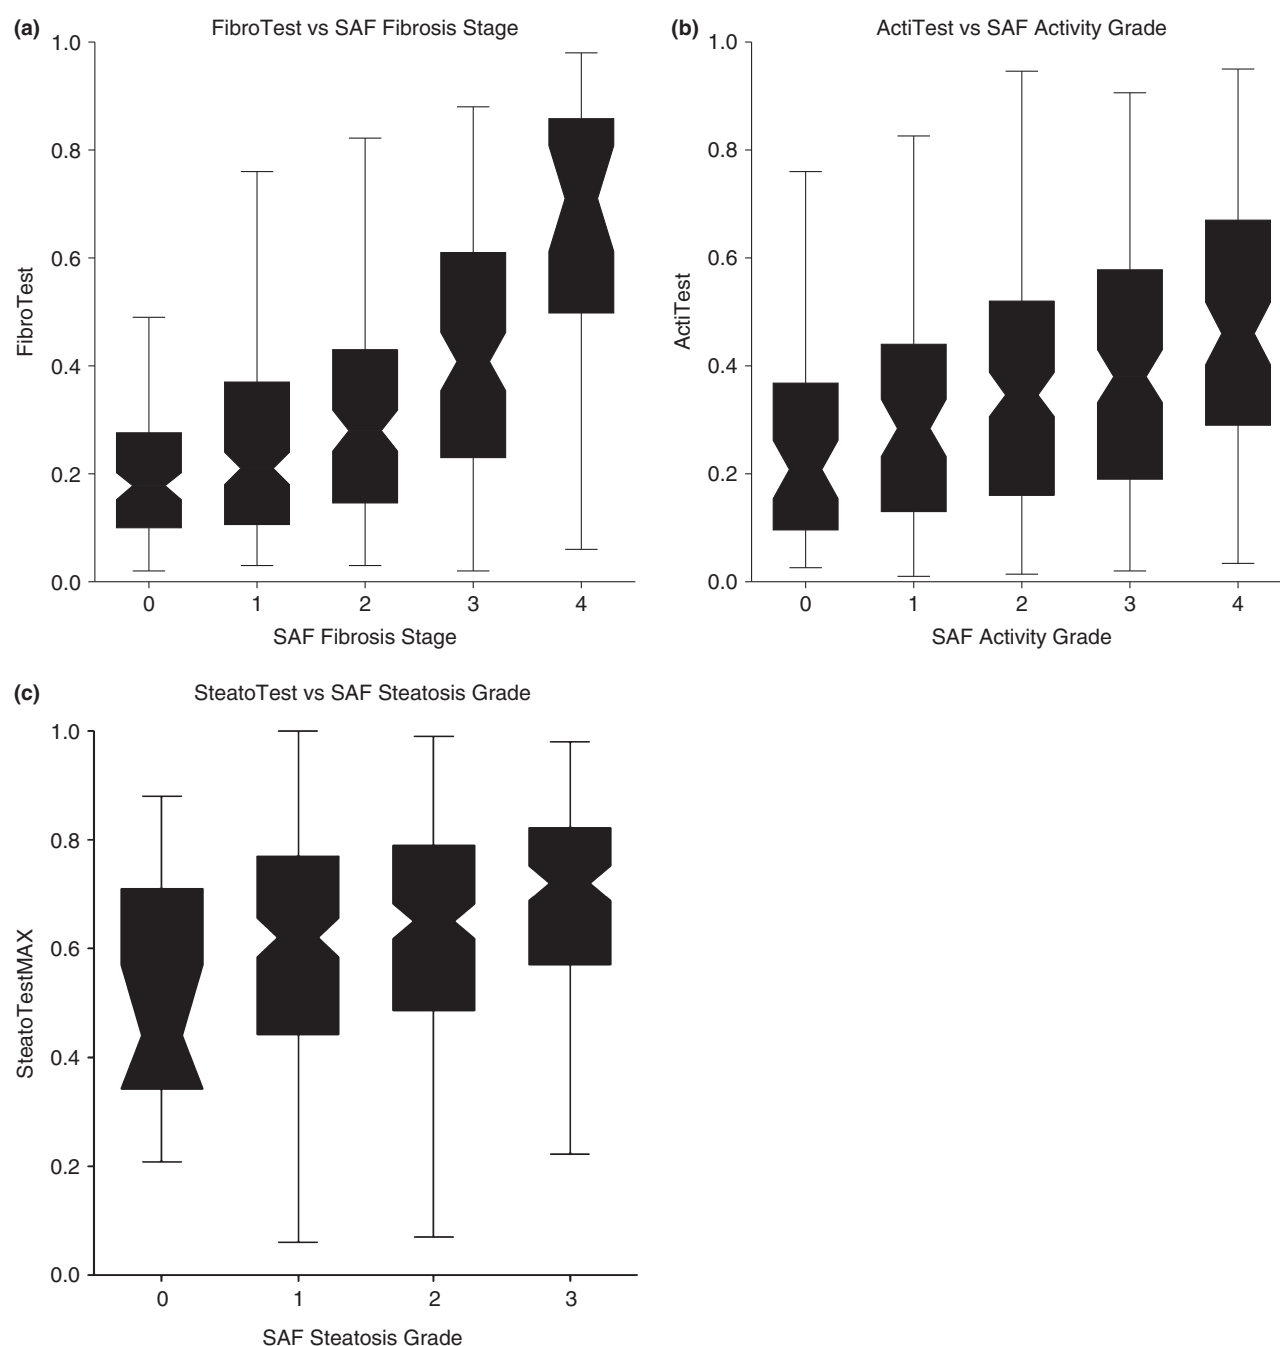 (a) FibroTest vs SAF Fibrosis Stage
1.0
0.8
0.6
0.4
0.2
0.0
FibroTest
0 1 2 3 4
SAF Fibrosis Stage
(b) ActiTest vs SAF Activity Grade
1.0
0.8
0.6
0.4
0.2
0.0
ActiTest
0 1 2 3 4
SAF Activity Grade
(c) SteatoTest vs SAF Steatosis Grade
1.0
0.8
0.6
0.4
0.2
0.0
SteatoTestMAX
0 1 2 3
SAF Steatosis Grade